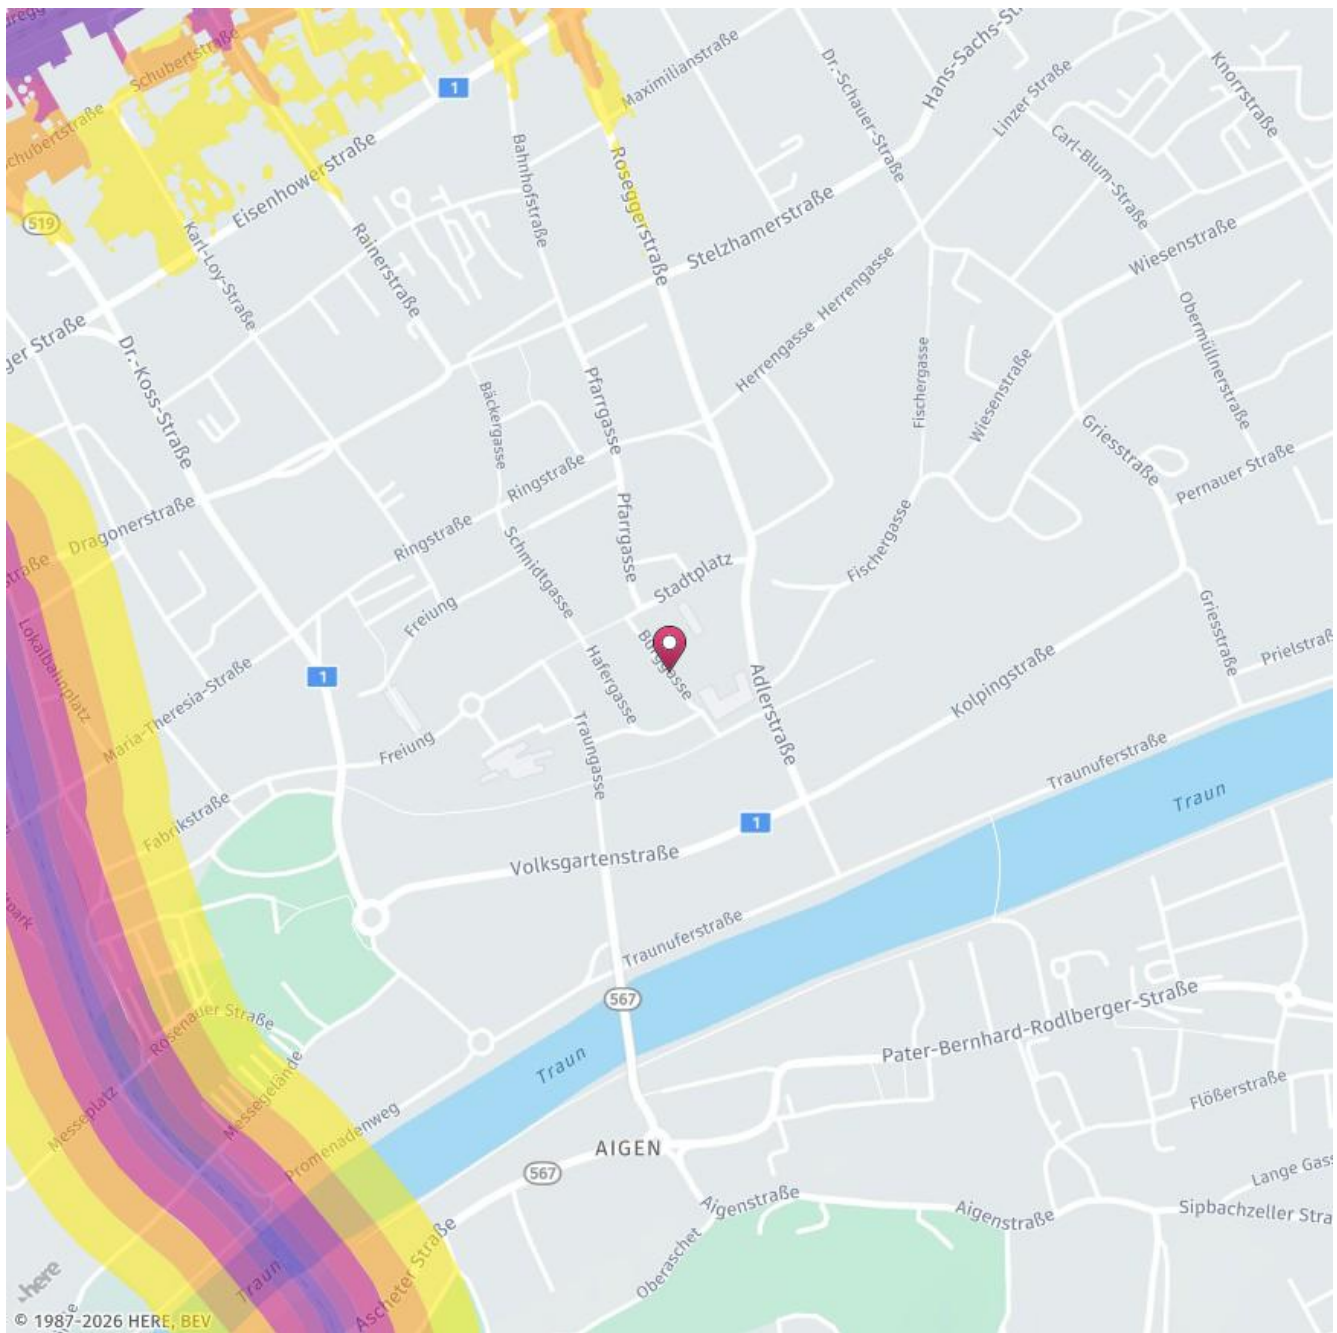 Schubertstraße
Schubertstraße
1
Maximilianstraße
Dr.-Schauer-Straße
Hans-Sachs-St
Linzer Straße
Knorrstraße
Carl-Blum-Straße
Eisenhowerstraße
Bahnhofstraße
Roseggerstraße
519
Karl-Loy-Straße
Rainerstraße
Stelzhamerstraße
Wiesenstraße
Herrengasse
Herrengasse
Obermüllnerstraße
ger Straße
Dr.-Koss-Straße
Bäckergasse
Pfarrgasse
Fischergasse
Wiesenstraße
Griesstraße
Pernauer Straße
Ringstraße
Dragonerstraße
Ringstraße
Pfarrgasse
Schmidtgasse
Stadtplatz
Fischergasse
straße
Freiung
Griesstraße
Lokalbahnplatz
Maria-Theresia-Straße
1
Burggasse
Hafergasse
Adlerstraße
Kolpingstraße
Prielstraß
Freiung
Traungasse
Traunuferstraße
Traun
Fabrikstraße
1
Volksgartenstraße
tpark
Traunuferstraße
567
Rosenauer Straße
Pater-Bernhard-Rodlberger-Straße
Traun
Messeplatz
Messegelände
Flößerstraße
Promenadenweg
AIGEN
567
Lange Gass
Aigenstraße
Aigenstraße
Sipbachzeller Stra
Oberaschet
Traun
Ascheter Straße
here
© 1987-2026 HERE, BEV